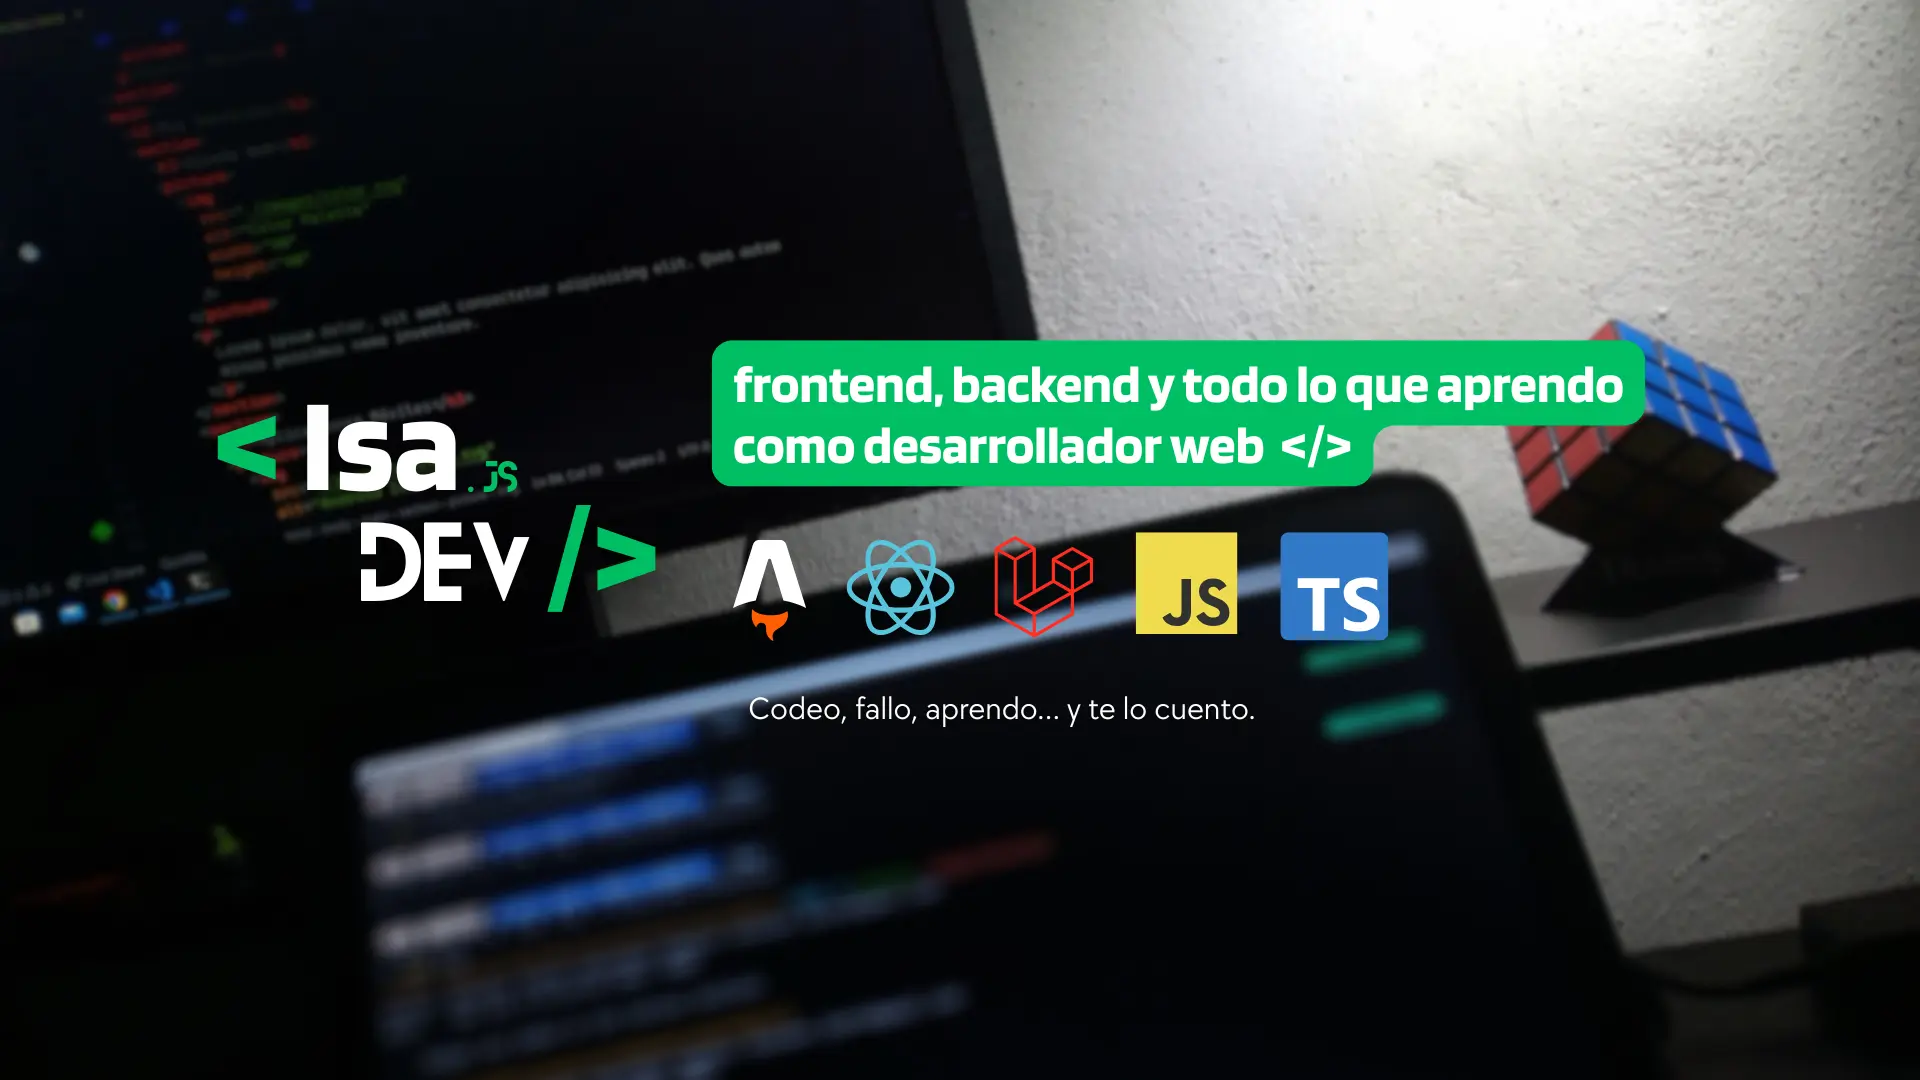 <Isa.JS
DEV/>
frontend, backend y todo lo que aprendo
como desarrollador web </>
JS
TS
Codeo, fallo, aprendo... y te lo cuento.